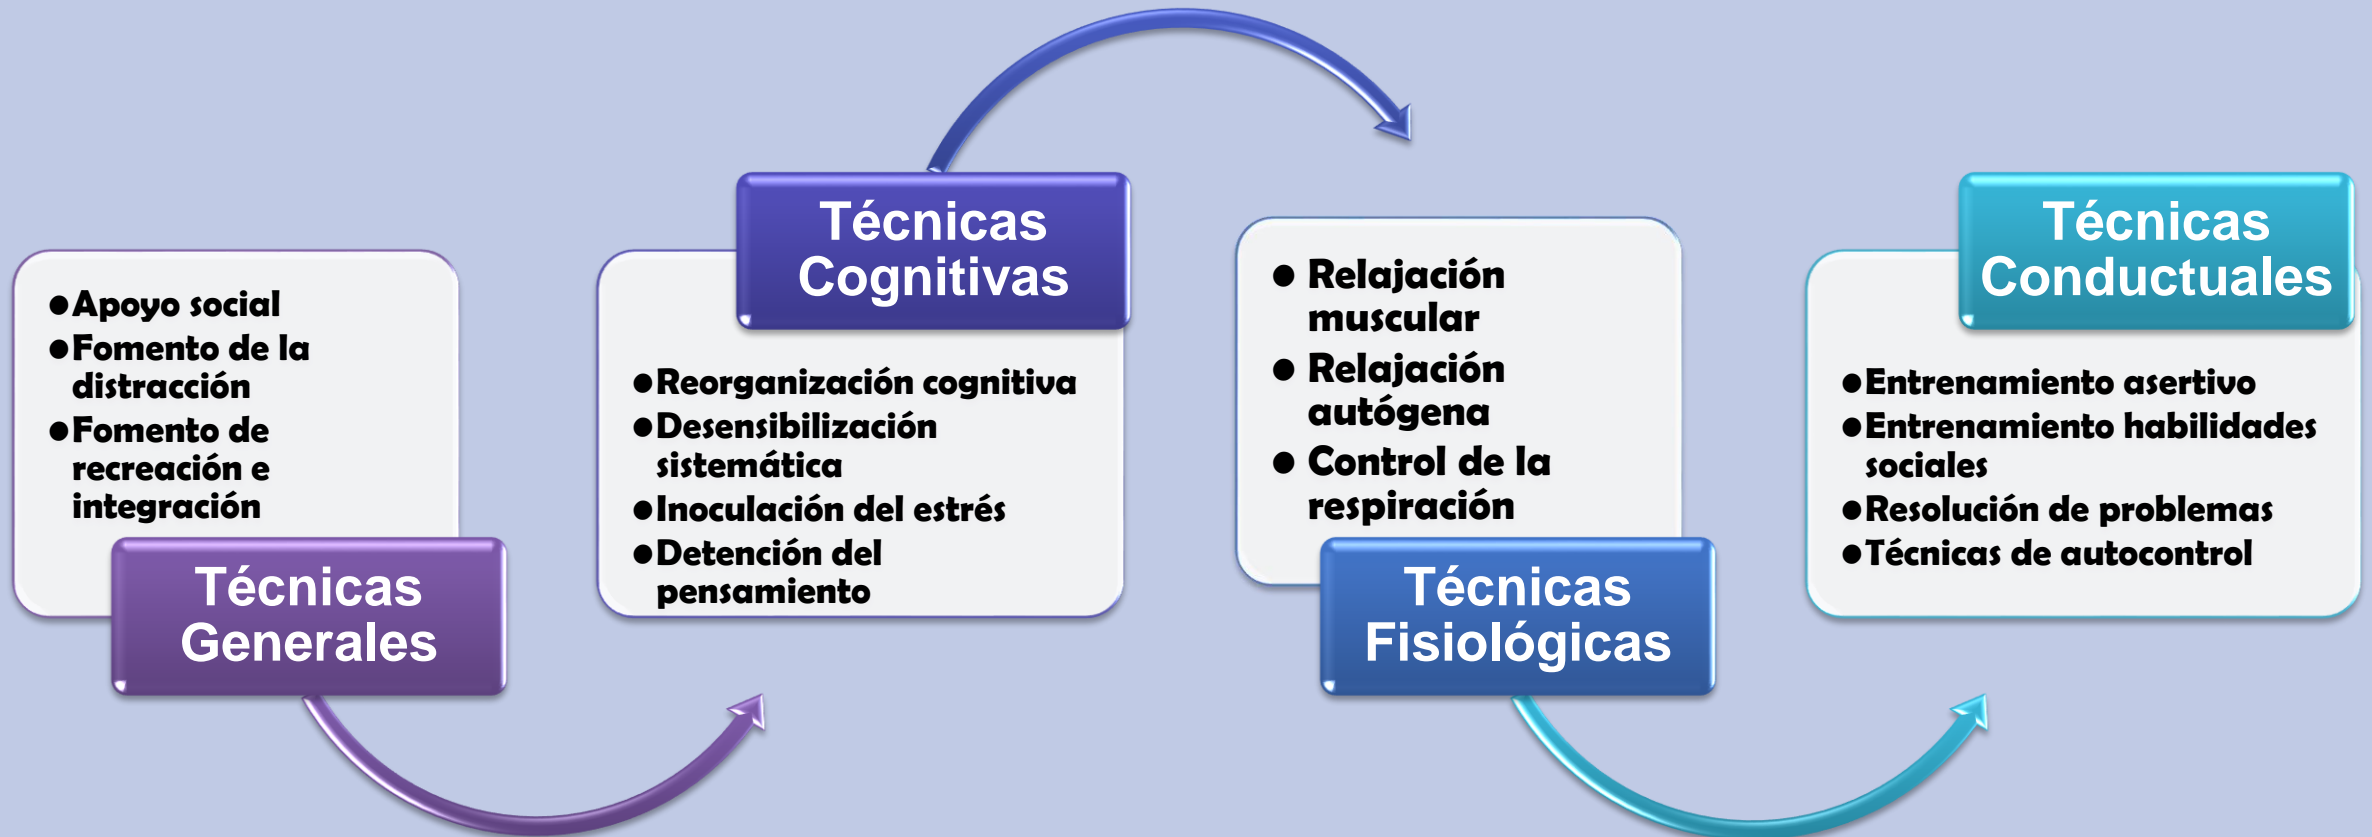 ●Apoyo social
●Fomento de la
distracción
●Fomento de
recreación e
integración
Técnicas
Generales
Técnicas
Cognitivas
●Reorganización cognitiva
●Desensibilización
sistemática
●Inoculación del estrés
●Detención del
pensamiento
● Relajación
muscular
● Relajación
autógena
● Control de la
respiración
Técnicas
Fisiológicas
Técnicas
Conductuales
●Entrenamiento asertivo
●Entrenamiento habilidades
sociales
●Resolución de problemas
●Técnicas de autocontrol